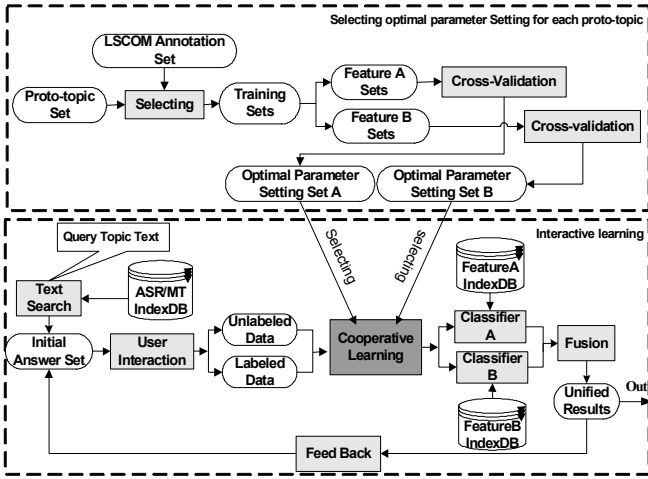 Selecting optimal parameter Setting for each proto-topic
LSCOM Annotation
Set
Proto-topic
Set
Selecting
Training
Sets
Feature A
Sets
Feature B
Sets
Cross-Validation
Cross-validation
Optimal Parameter
Setting Set A
Optimal Parameter
Setting Set B
Interactive learning
Query Topic Text
Selecting
selecting
Text
Search
ASR/MT
IndexDB
Initial
Answer Set
User
Interaction
Unlabeled
Data
Labeled
Data
Cooperative
Learning
FeatureA
IndexDB
Classifier
A
Classifier
B
FeatureB
IndexDB
Fusion
Unified
Results
Out
Feed Back